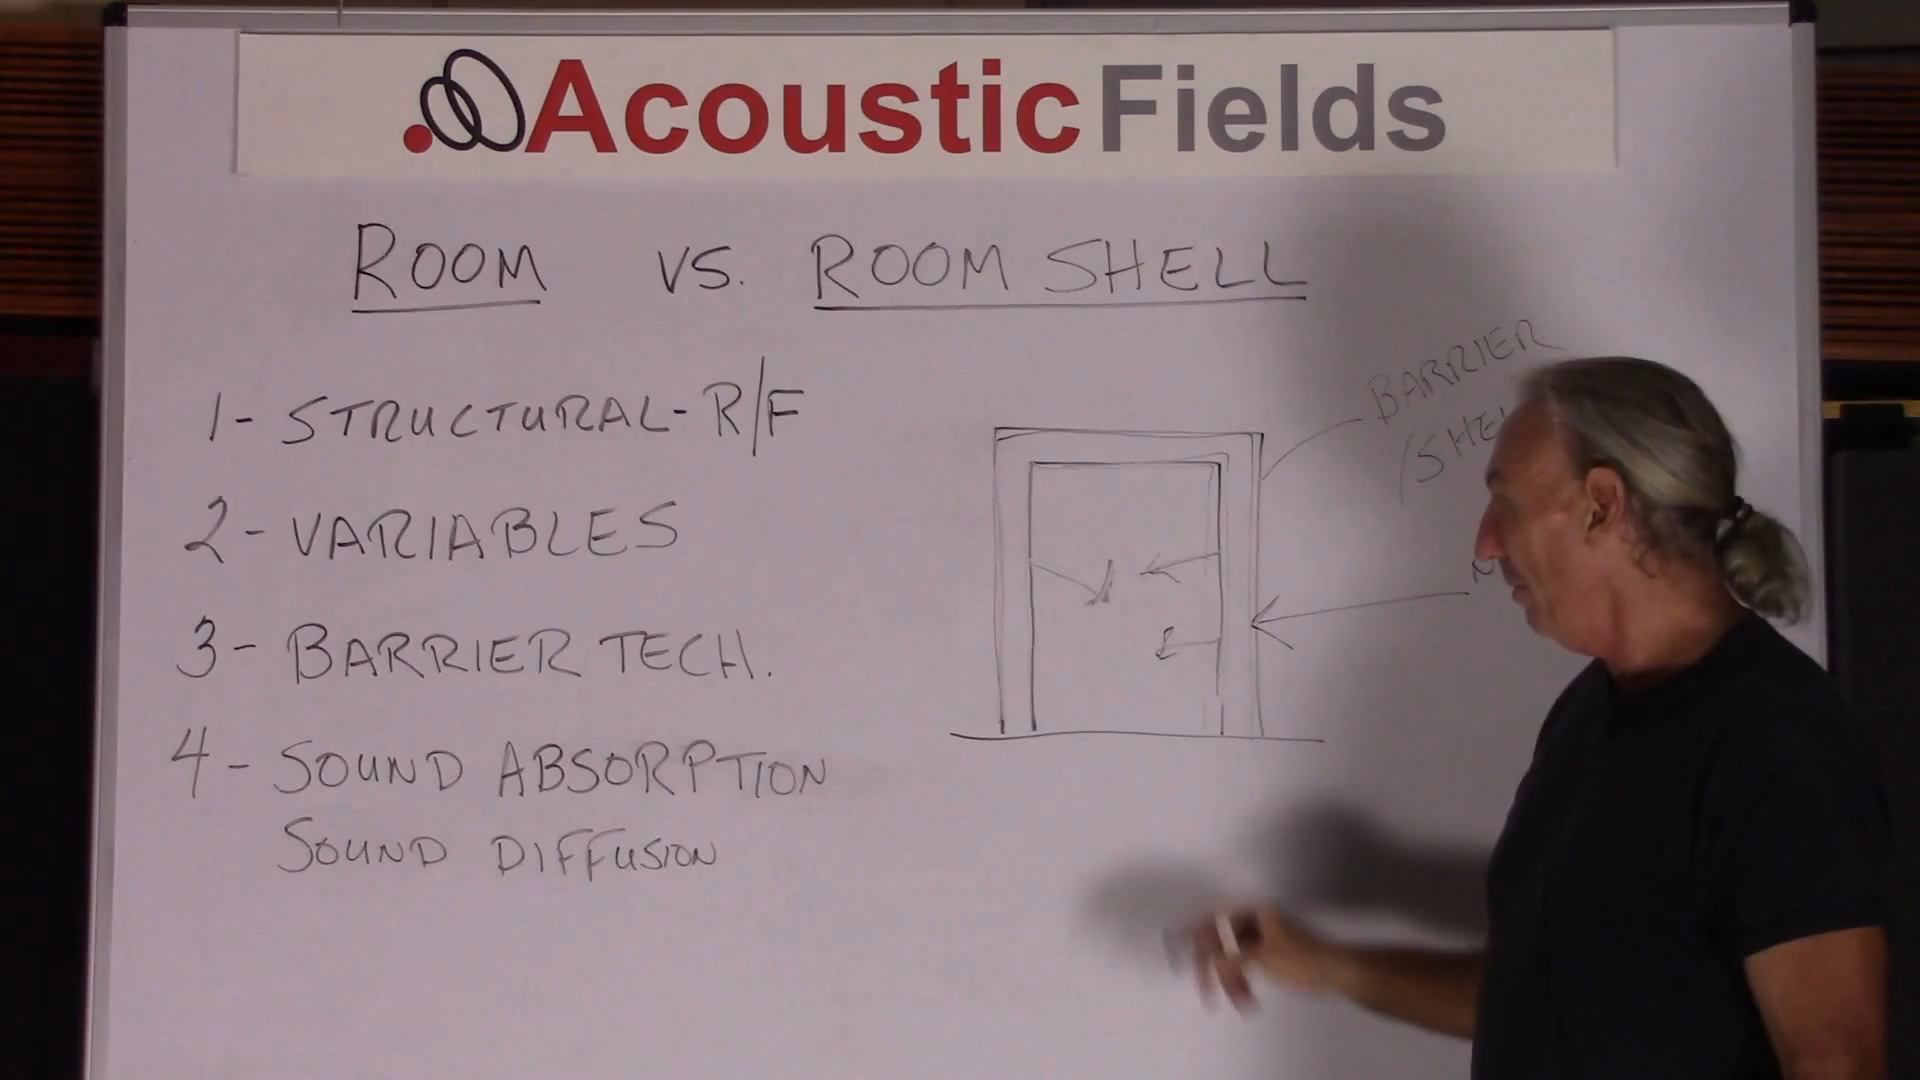 AcousticFields
ROOM VS. ROOM SHELL
1- STRUCTURAL-R/F
2- VARIABLES
3- BARRIER TECH.
4- SOUND ABSORPTION
SOUND DIFFUSION
BARRIER